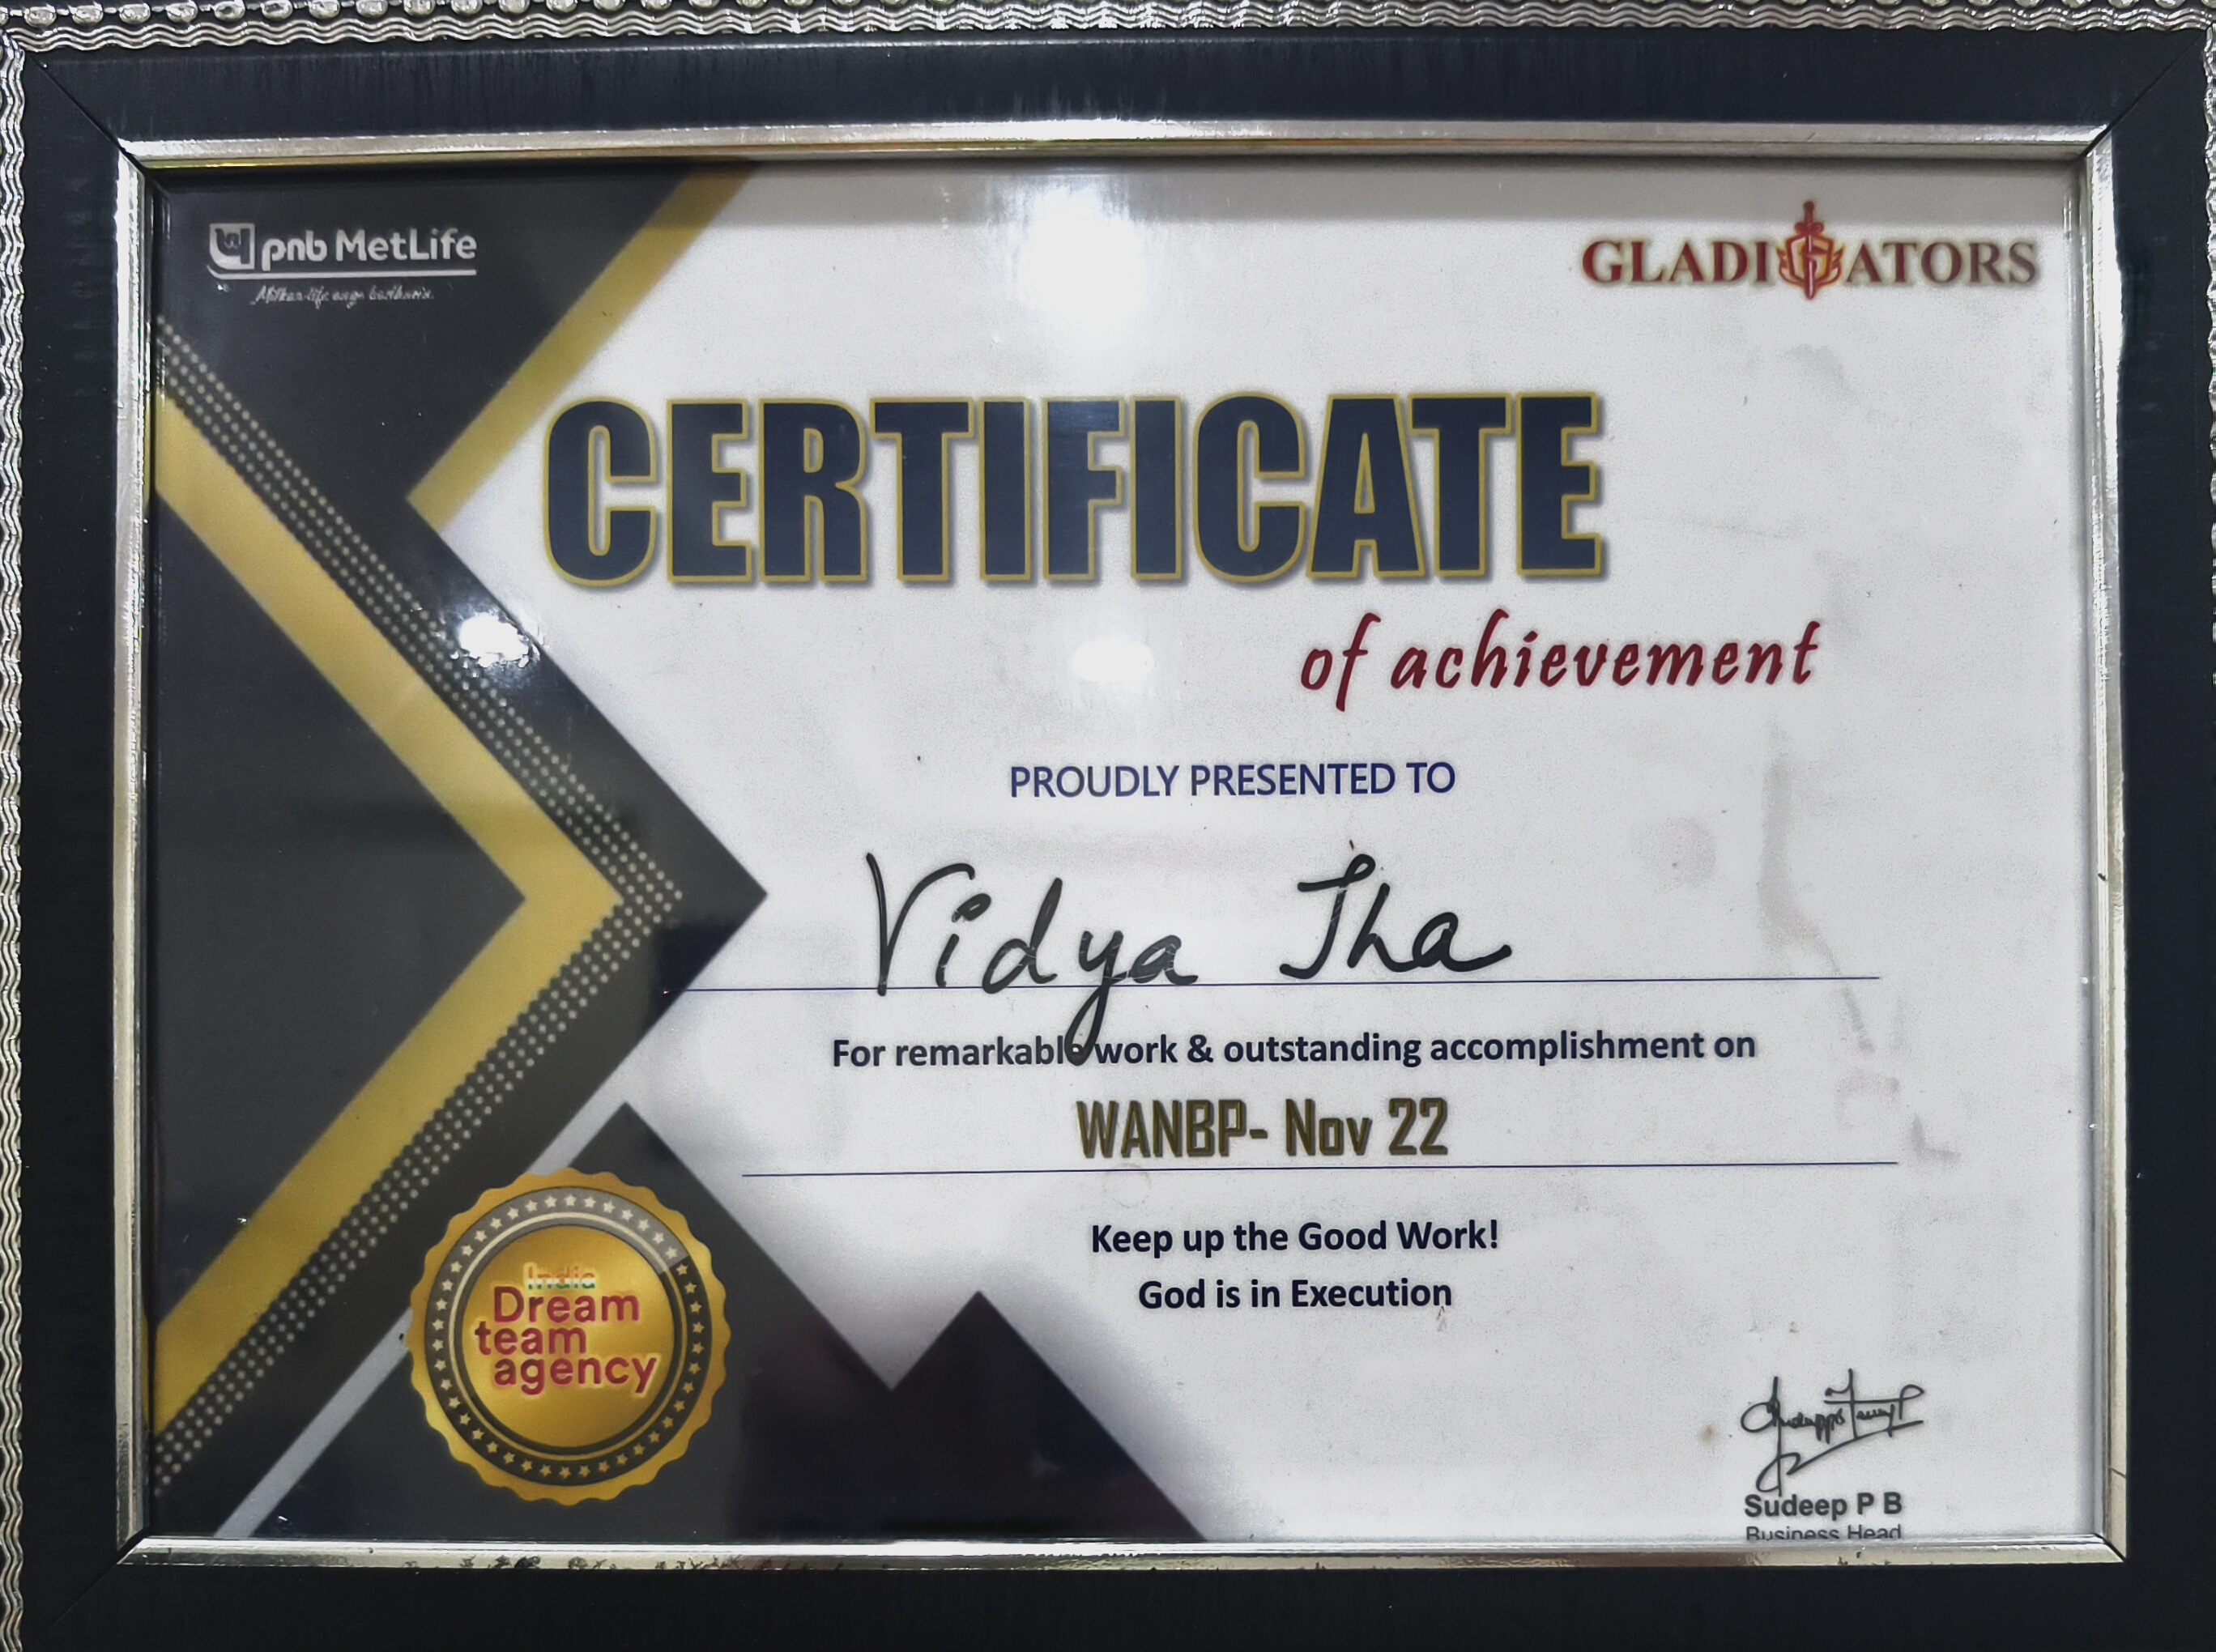 pnb MetLife
Milkar life aage badhaein
GLADIATORS
CERTIFICATE
of achievement
PROUDLY PRESENTED TO
Vidya Jha
For remarkable work & outstanding accomplishment on
WANBP- Nov 22
Keep up the Good Work!
God is in Execution
India
Dream
team
agency
Sudeep P B
Business Head